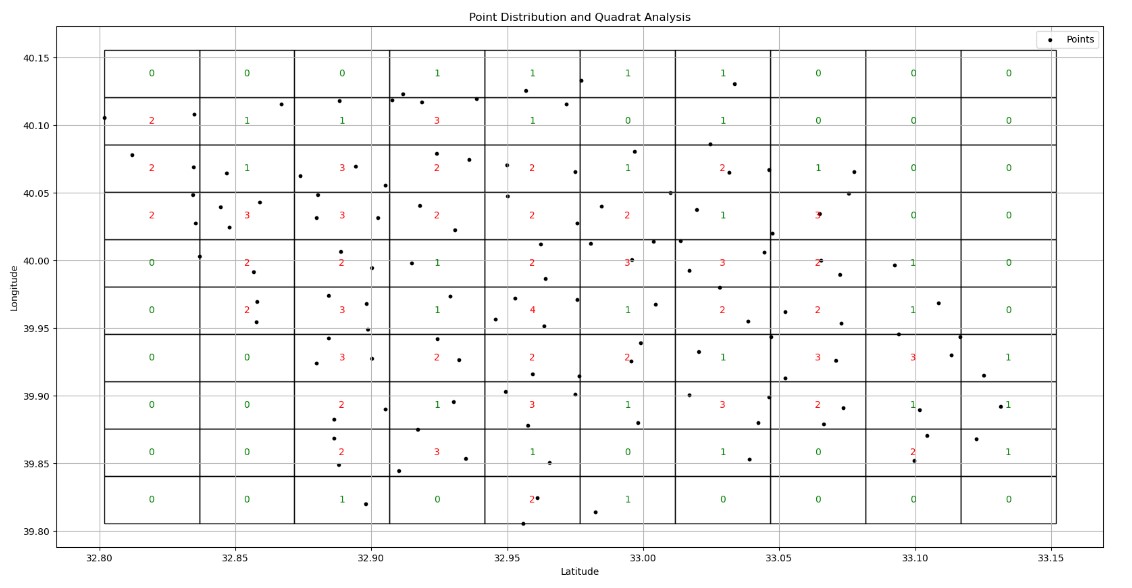 Point Distribution and Quadrat Analysis
Points
40.15
0 0 0 1 1 1 1 0 0 0
40.10
2 1 1 3 1 0 1 0 0 0
2 1 3 2 2 1 2 1 0 0
40.05
2 3 3 2 2 2 1 3 0 0
40.00
0 2 2 1 2 3 3 2 1 0
0 2 3 1 4 1 2 2 1 0
39.95
0 0 3 2 2 2 1 3 3 1
39.90
0 0 2 1 3 1 3 2 1 1
0 0 2 3 1 0 1 0 2 1
39.85
0 0 1 0 2 1 0 0 0 0
39.80
32.80 32.85 32.90 32.95 33.00 33.05 33.10 33.15
Latitude
Longitude